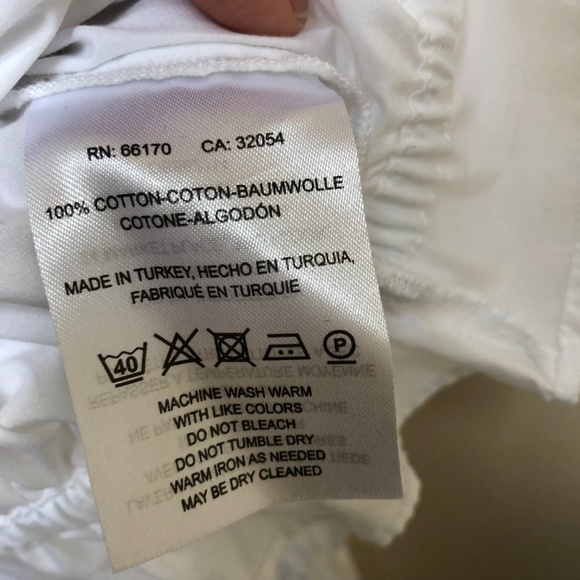 RN: 66170 CA: 32054
100% COTTON-COTON-BAUMWOLLE
COTONE-ALGODÓN
MADE IN TURKEY, HECHO EN TURQUIA,
FABRIQUÉ EN TURQUIE
40 P
MACHINE WASH WARM
WITH LIKE COLORS
DO NOT BLEACH
DO NOT TUMBLE DRY
WARM IRON AS NEEDED
MAY BE DRY CLEANED